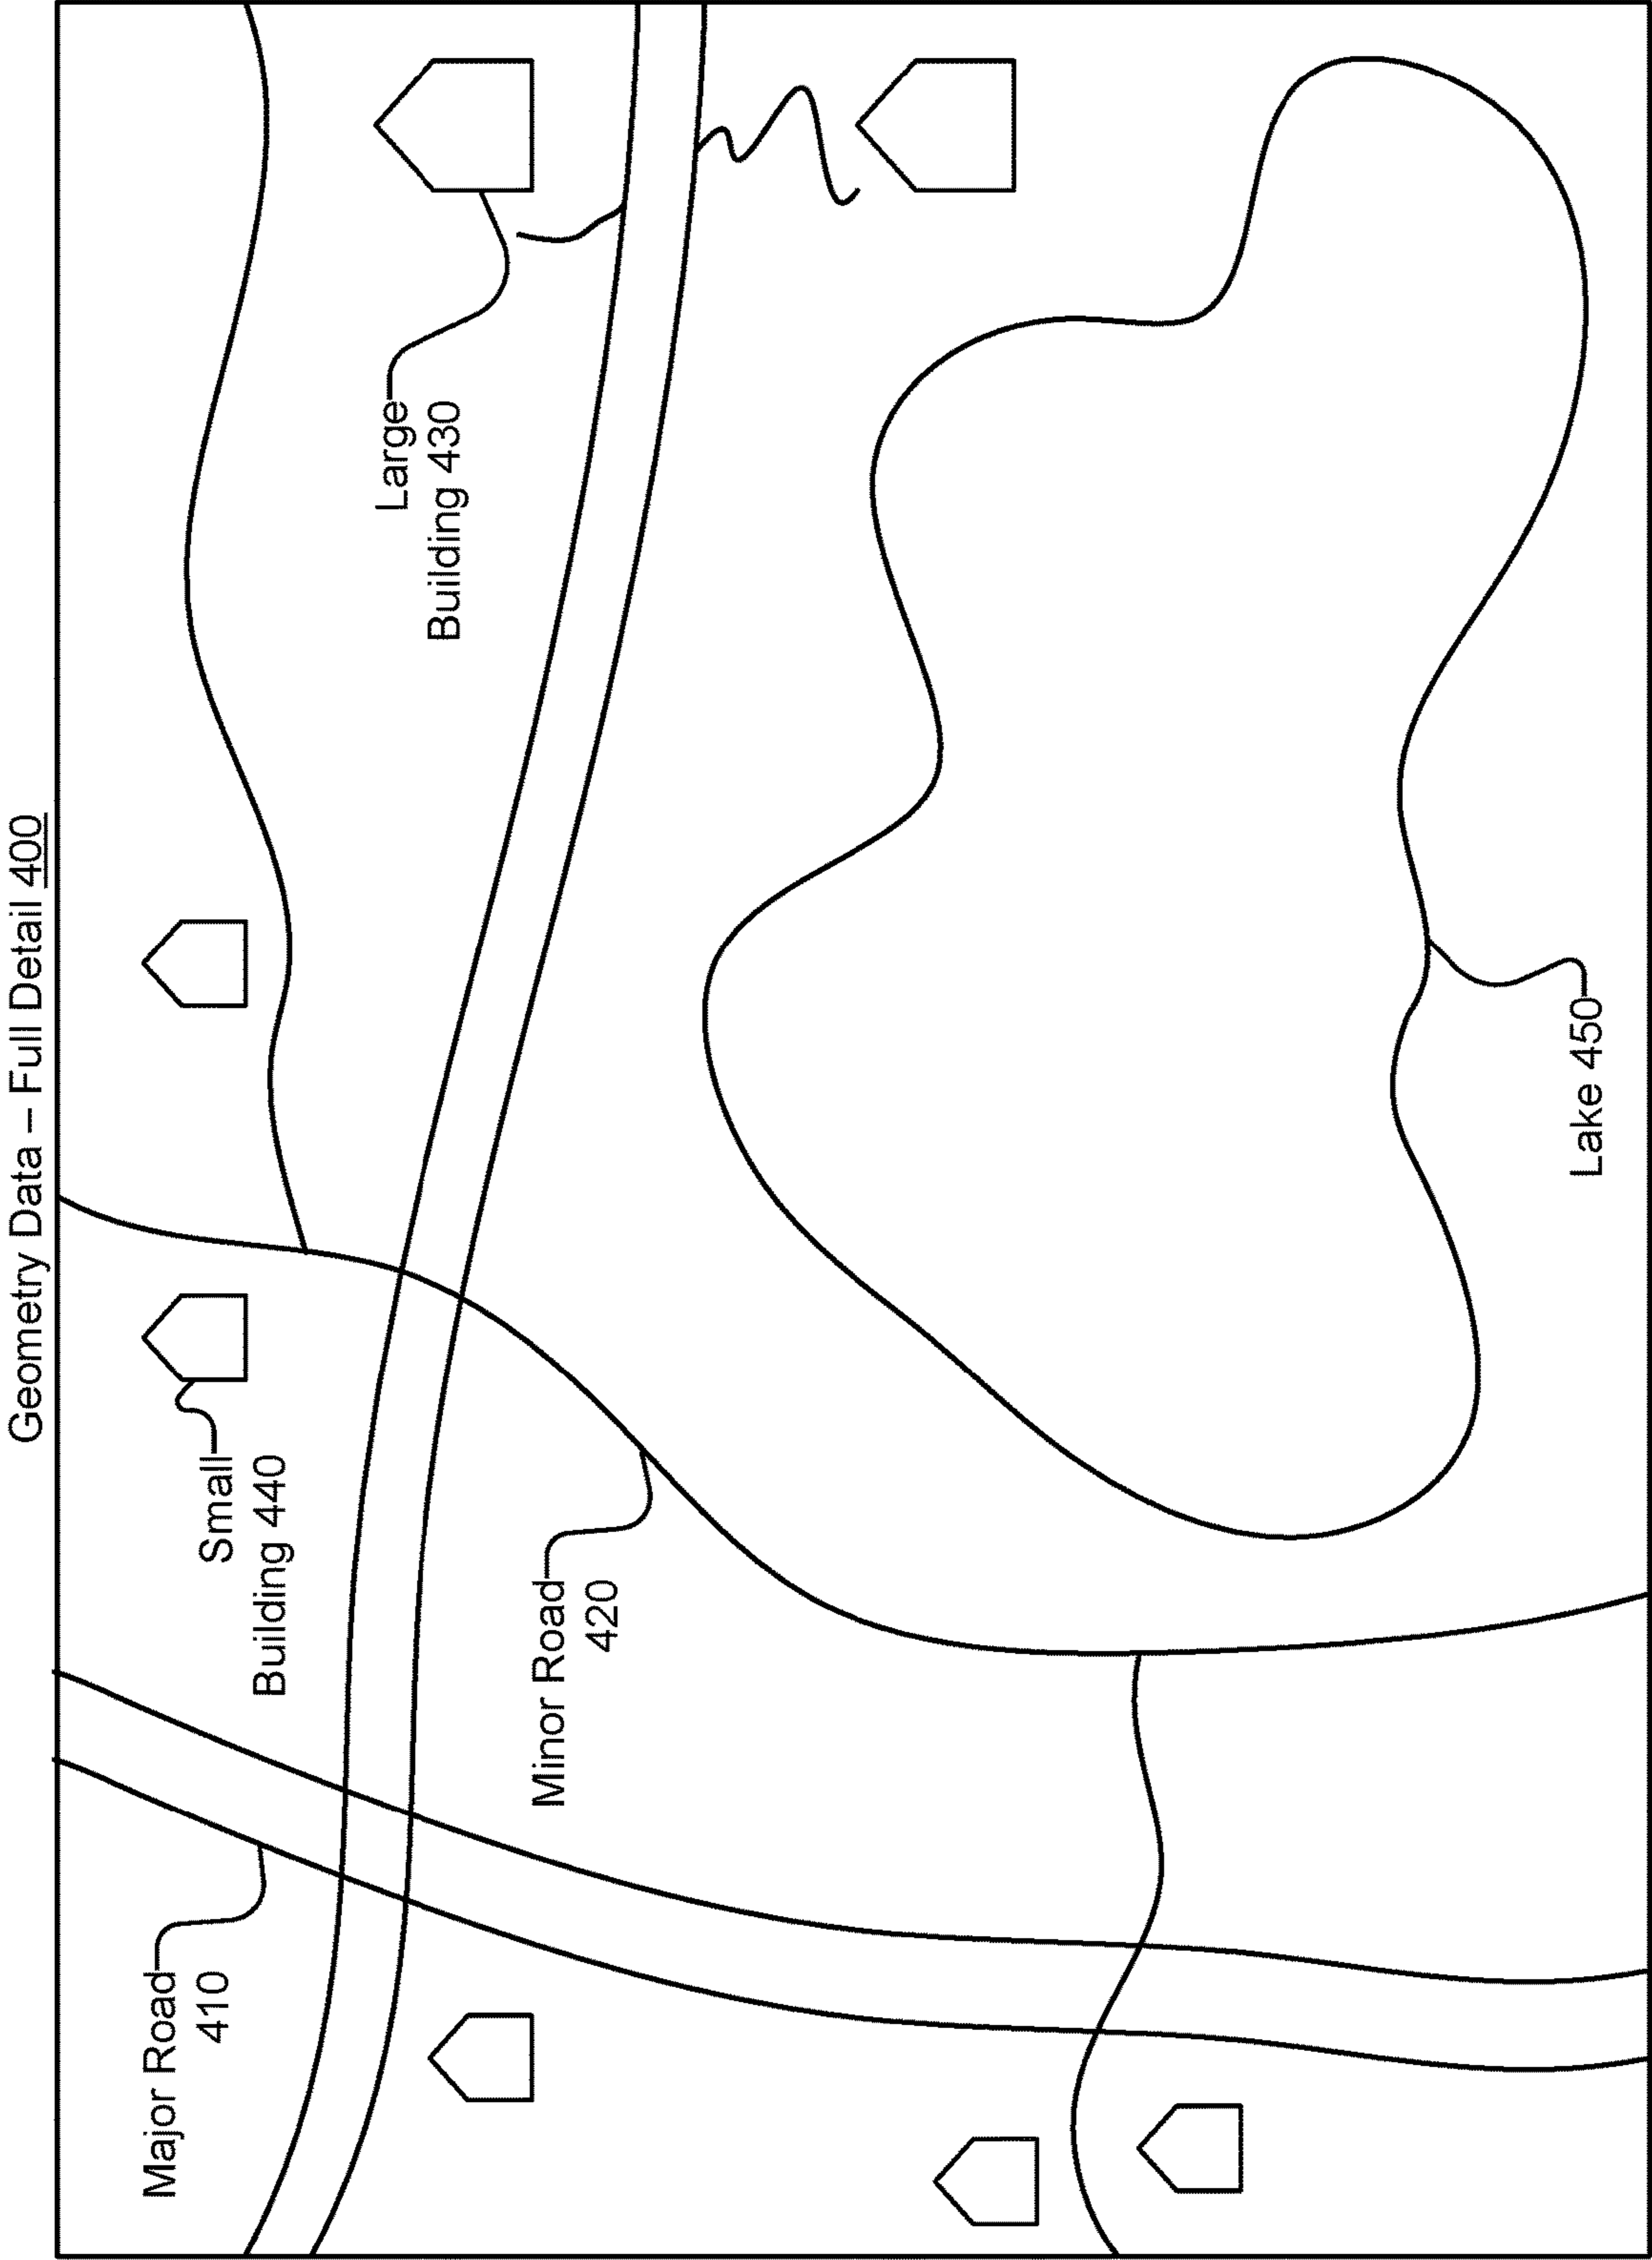 Geometry Data – Full Detail 400
Major Road
410
Small
Building 440
Large
Building 430
Minor Road
420
Lake 450